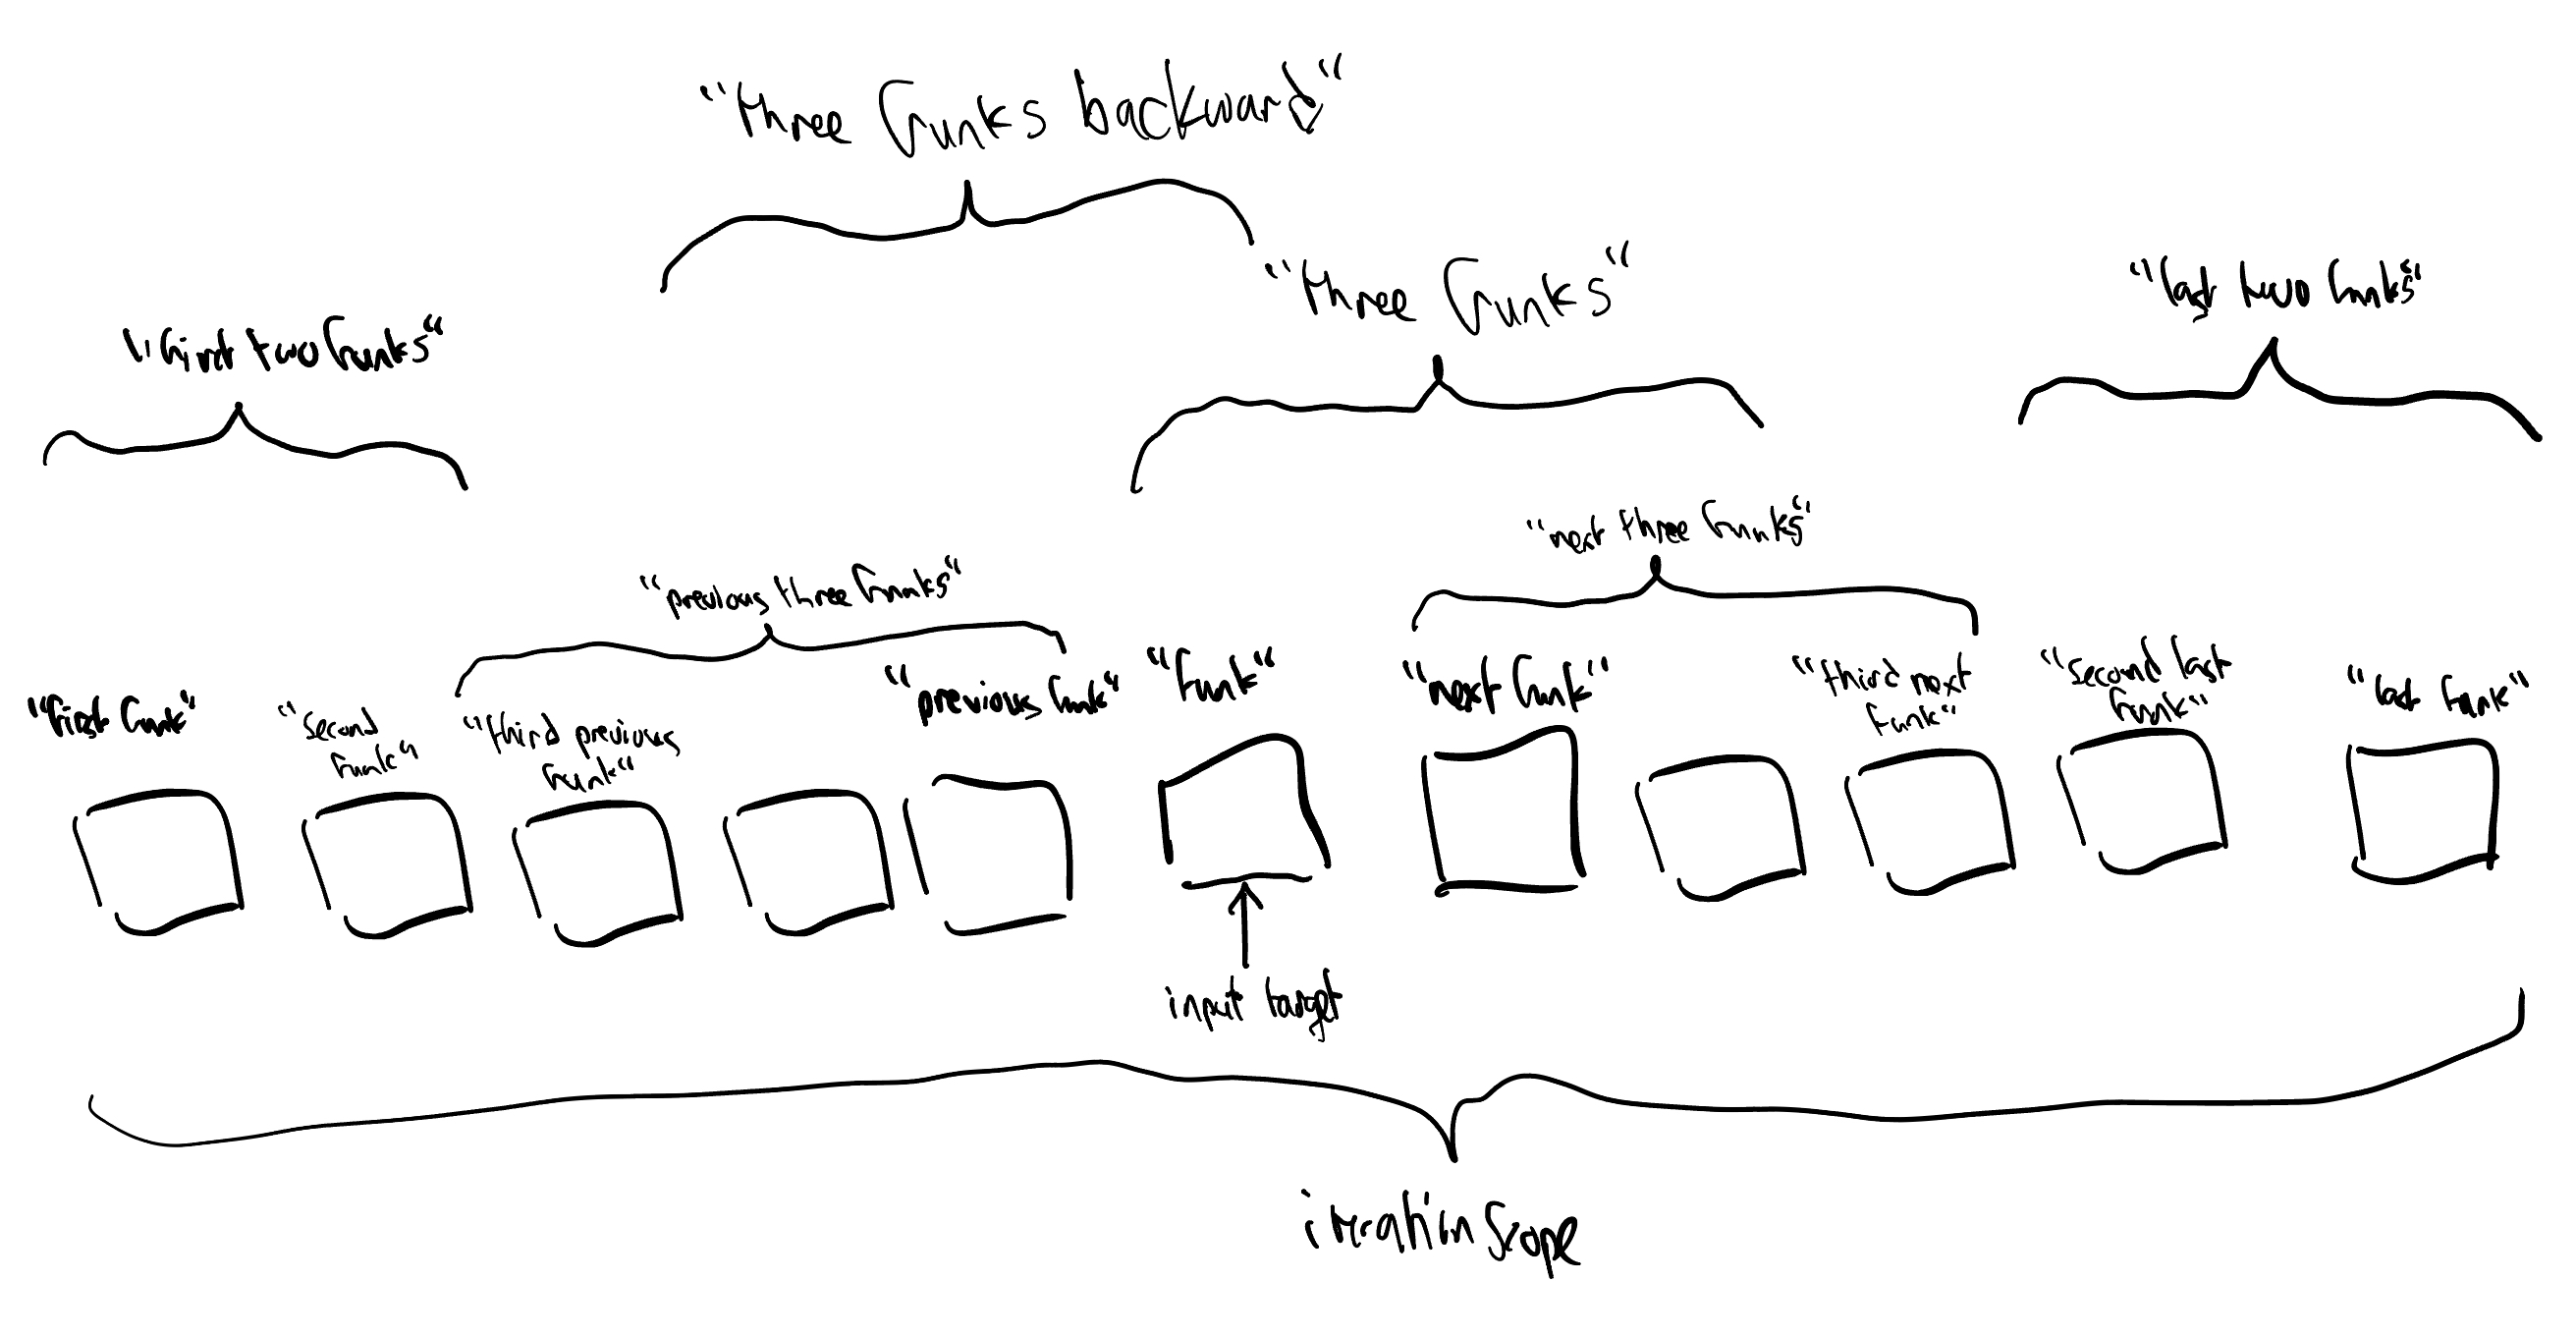 "three funks backward"
"three funks"
"last two funks"
"first two funks"
"next three funks"
"previous three funks"
"first funk"
"second
funk"
"third previous
funk"
"previous funk"
"funk"
"next funk"
"third next
funk"
"second last
funk"
"last funk"
input target
iteration scope